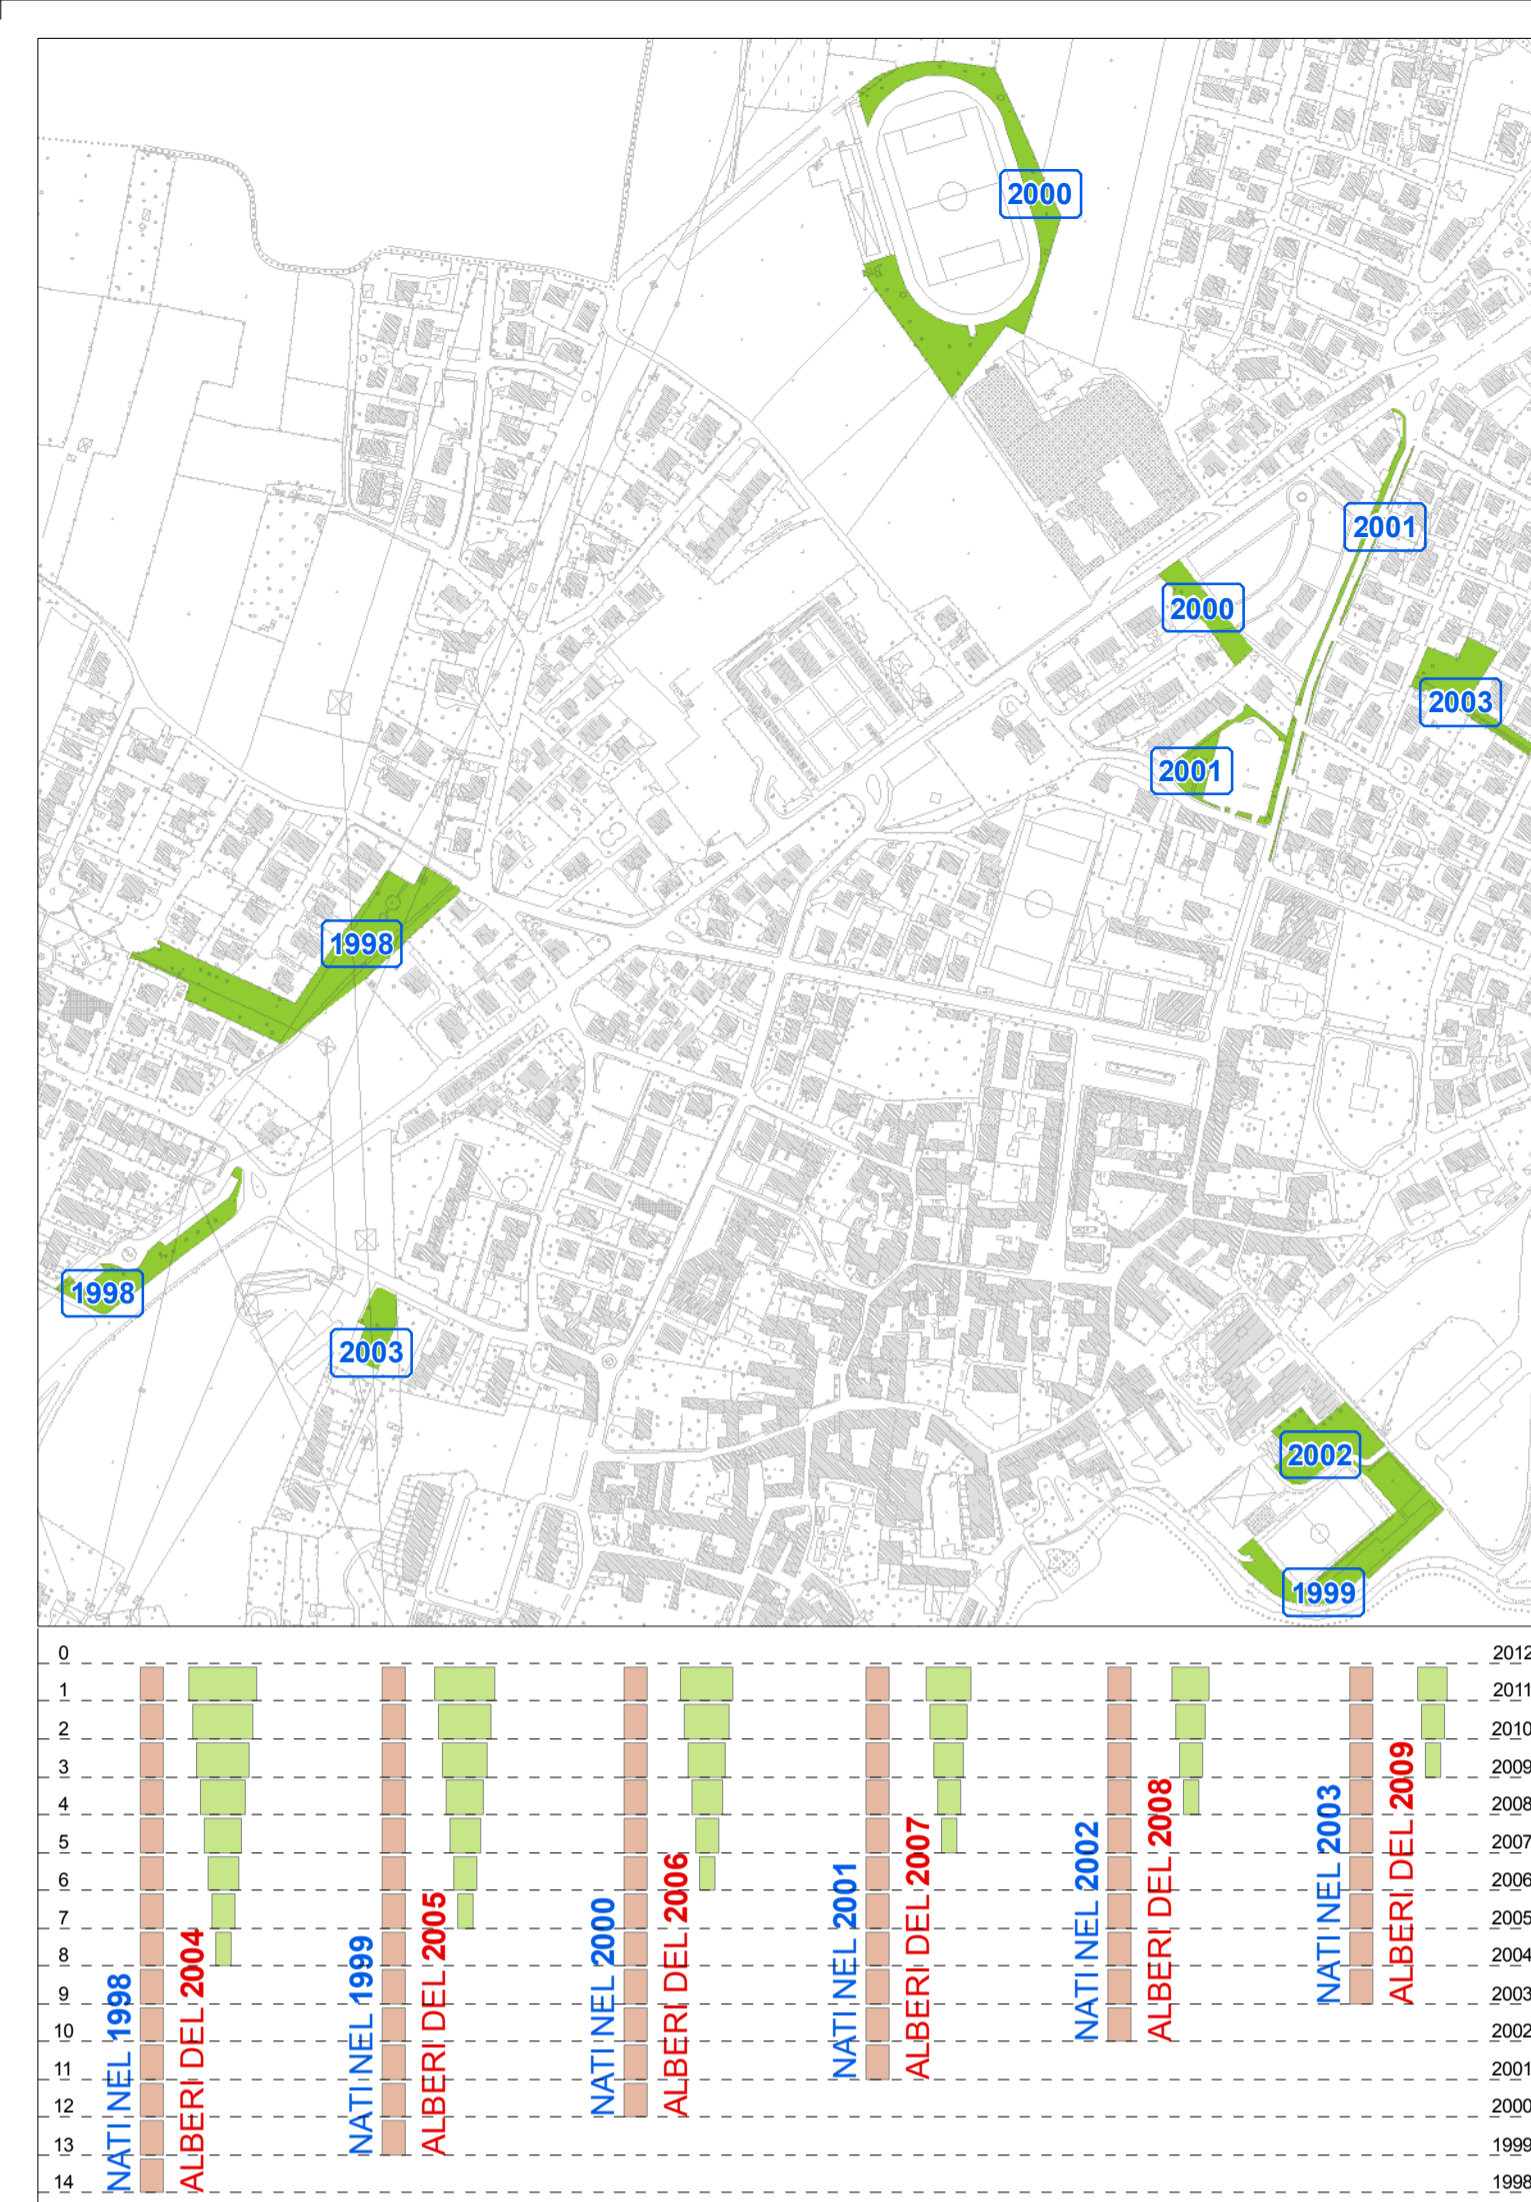 2000
2001
2000
2003
2001
1998
1998
2003
2002
1999
0 2012
1 2011
2 2010
3 2009
4 2008
5 2007
6 2006
7 2005
8 2004
9 2003
10 2002
11 2001
12 2000
13 1999
14 1998
NATI NEL 1998
ALBERI DEL 2004
NATI NEL 1999
ALBERI DEL 2005
NATI NEL 2000
ALBERI DEL 2006
NATI NEL 2001
ALBERI DEL 2007
NATI NEL 2002
ALBERI DEL 2008
NATI NEL 2003
ALBERI DEL 2009